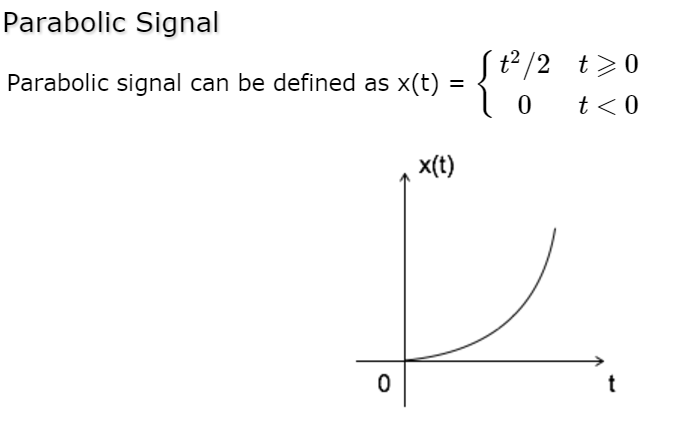 Parabolic Signal
Parabolic signal can be defined as x(t) = { t²/2 t ⩾ 0
0 t < 0
x(t)
0
t